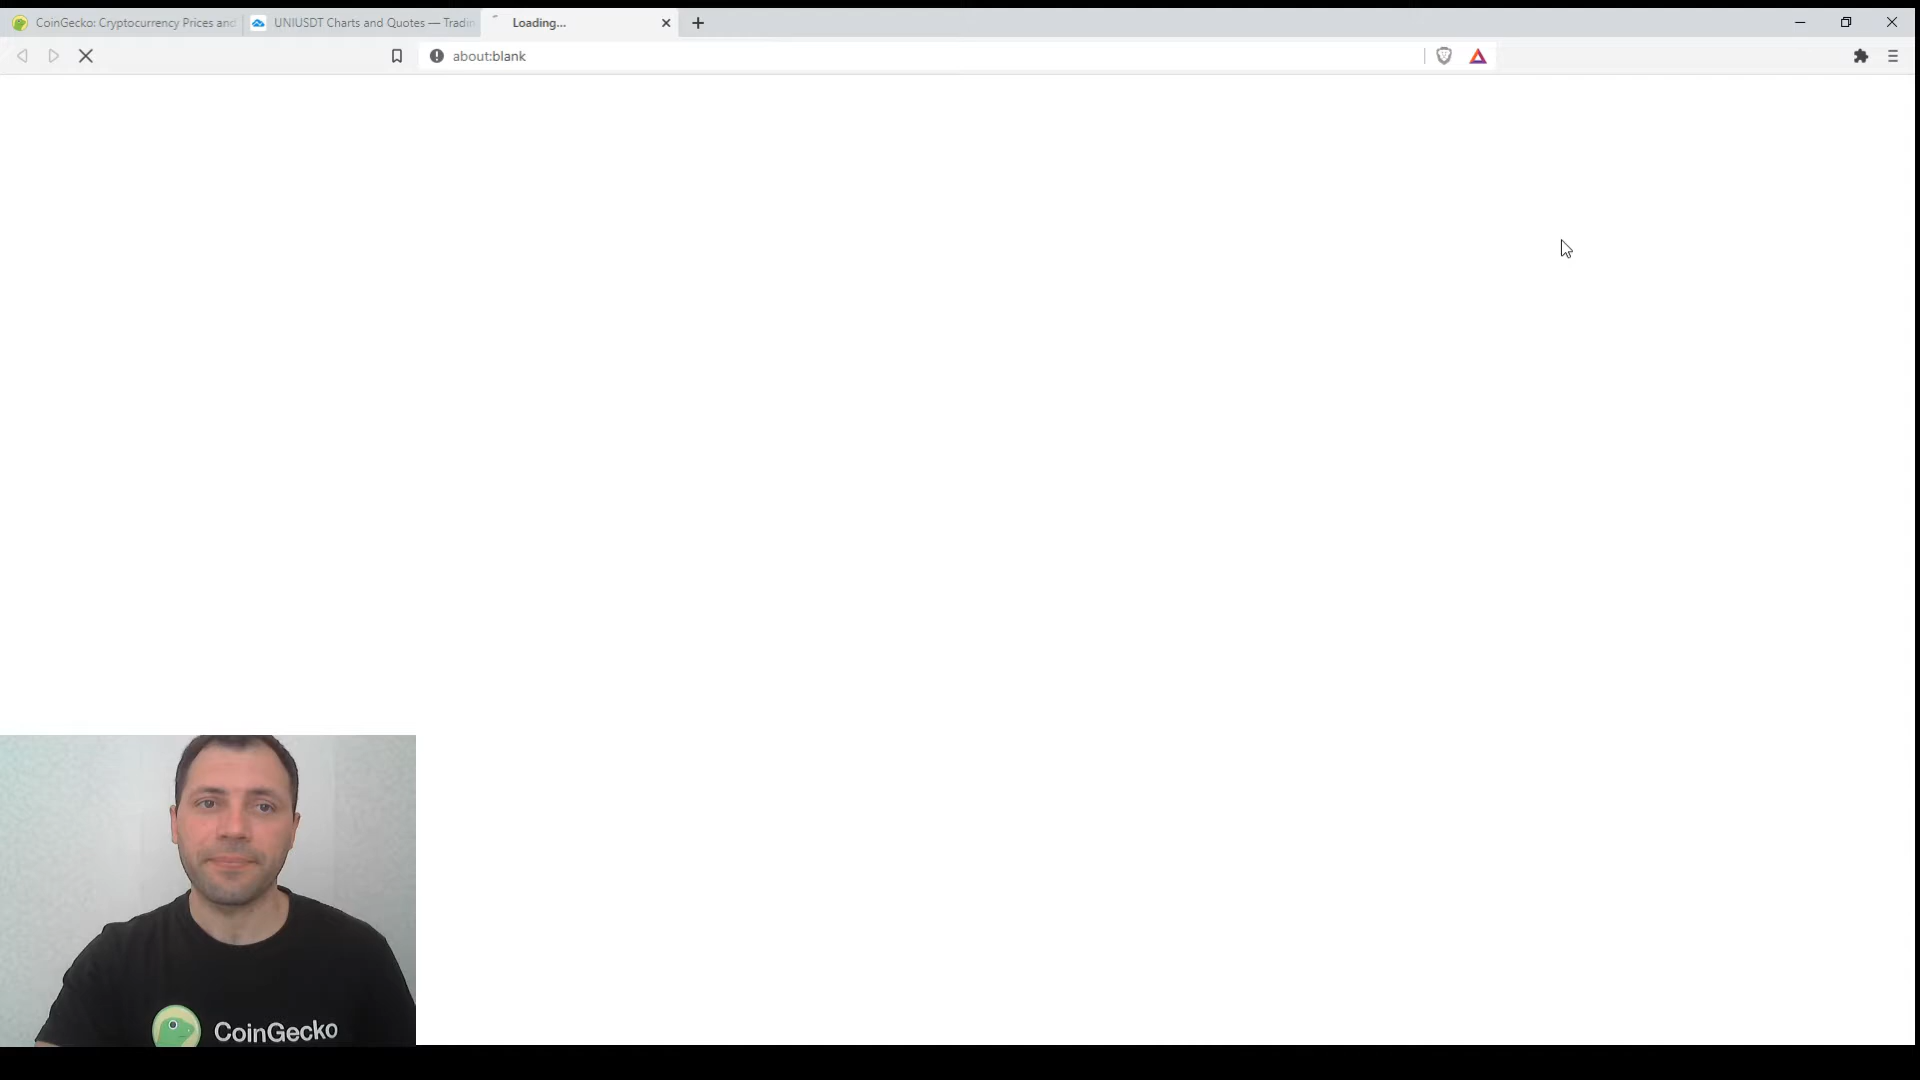 CoinGecko: Cryptocurrency Prices and
UNIUSDT Charts and Quotes — Tradin
Loading...
about:blank
CoinGecko